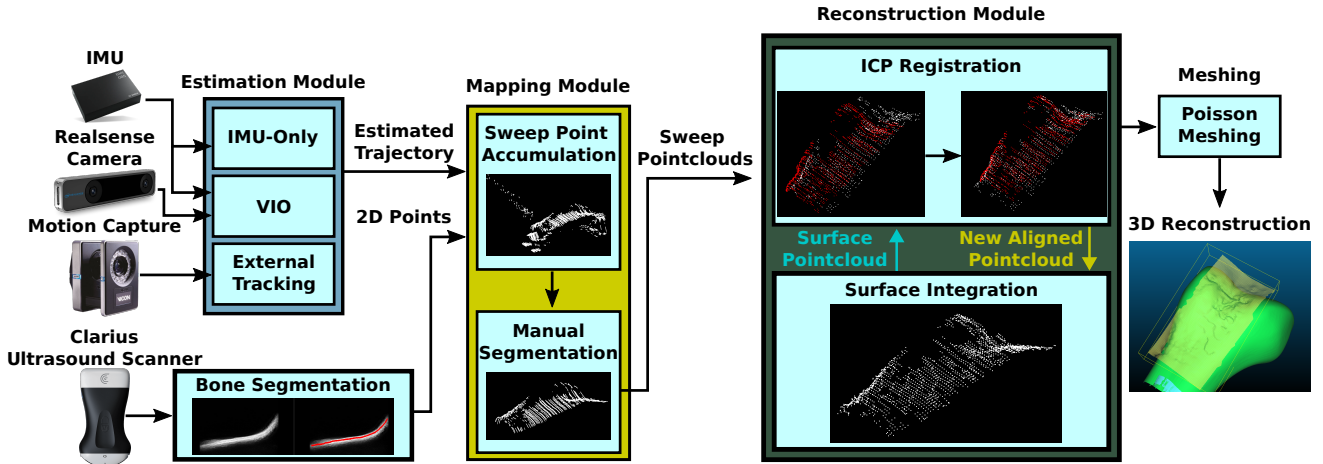 Reconstruction Module
IMU
Estimation Module
Mapping Module
ICP Registration
Meshing
IMU-Only
Estimated
Trajectory
Sweep Point
Accumulation
Sweep
Pointclouds
Poisson
Meshing
Realsense
Camera
VIO
2D Points
Motion Capture
External
Tracking
Surface
Pointcloud
New Aligned
Pointcloud
3D Reconstruction
Surface Integration
Manual
Segmentation
Clarius
Ultrasound Scanner
Bone Segmentation